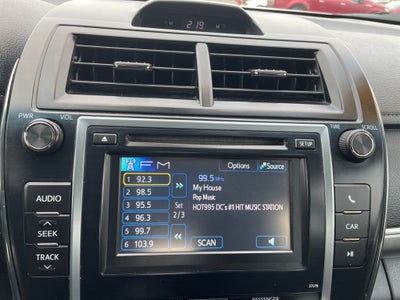 2:19
PWR VOL
TUNE SCROLL
SETUP
FM Options Source
1 92.3
2 98.5
3 95.5
4 96.3
5 99.7
6 103.9
Set
2/3
99.5 MHz
My House
Pop Music
HOT995 DC's #1 HIT MUSIC STATION
SCAN
AUDIO
SEEK
TRACK
CAR
PASSENGER